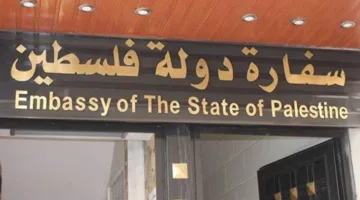 سفارة دولة فلسطين
Embassy of The State of Palestine